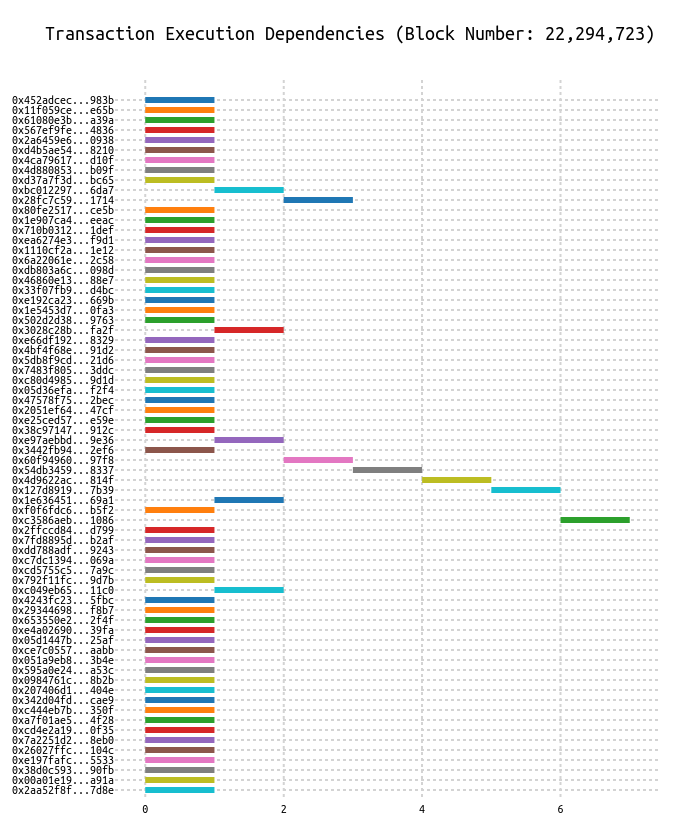 Transaction Execution Dependencies (Block Number: 22,294,723)
0x452adcec...983b
0x11f059ce...e65b
0x61080e3b...a39a
0x567ef9fe...4836
0x2a6459e6...0938
0xd4b5ae54...8210
0x4ca79617...d10f
0x4d880853...b09f
0xd37a7f3d...bc65
0xbc012297...6da7
0x28fc7c59...1714
0x80fe2517...ce5b
0x1e907ca4...eeac
0x710b0312...1def
0xea6274e3...f9d1
0x1110cf2a...1e12
0x6a22061e...2c58
0xdb803a6c...098d
0x46860e13...88e7
0x33f07fb9...d4bc
0xe192ca23...669b
0x1e5453d7...0fa3
0x502d2d38...9763
0x3028c28b...fa2f
0xe66df192...8329
0x4bf4f68e...91d2
0x5db8f9cd...21d6
0x7483f805...3ddc
0xc80d4985...9d1d
0x05d36efa...f2f4
0x47578f75...2bec
0x2051ef64...47cf
0xe25ced57...e59e
0x38c97147...912c
0xe97aebbd...9e36
0x3442fb94...2ef6
0x60f94960...97f8
0x54db3459...8337
0x4d9622ac...814f
0x127d8919...7b39
0x1e636451...69a1
0xf0f6fdc6...b5f2
0xc3586aeb...1086
0x2ffccd84...d799
0x7fd8895d...b2af
0xdd788adf...9243
0xc7dc1394...069a
0xcd5755c5...7a9c
0x792f11fc...9d7b
0xc049eb65...11c0
0x4243fc23...5fbc
0x29344698...f8b7
0x653550e2...2f4f
0xe4a02690...39fa
0x05d1447b...25af
0xce7c0557...aabb
0x051a9eb8...3b4e
0x595a0e24...a53c
0x0984761c...8b2b
0x207406d1...404e
0x342d04fd...cae9
0xc444eb7b...350f
0xa7f01ae5...4f28
0xcd4e2a19...0f35
0x7a2251d2...8eb0
0x26027ffc...104c
0xe197fafc...5533
0x38d0c593...90fb
0x00a01e19...a91a
0x2aa52f8f...7d8e
0 2 4 6